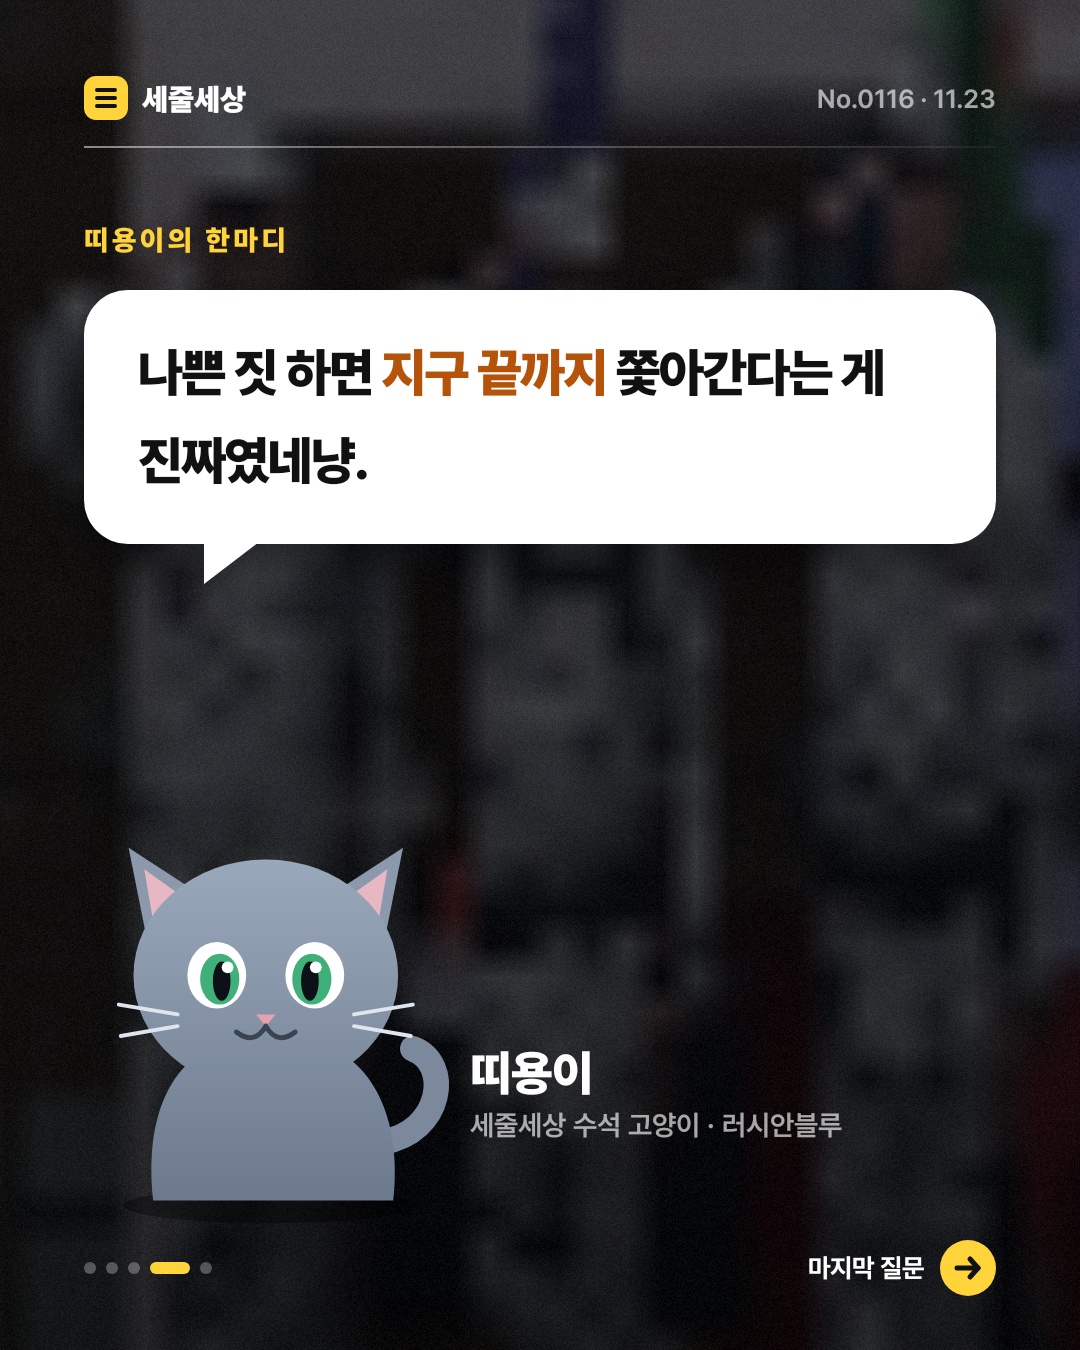 세줄세상
No.0116 · 11.23
띠용이의 한마디
나쁜 짓 하면 지구 끝까지 쫓아간다는 게
진짜였네냥.
띠용이
세줄세상 수석 고양이 · 러시안블루
마지막 질문